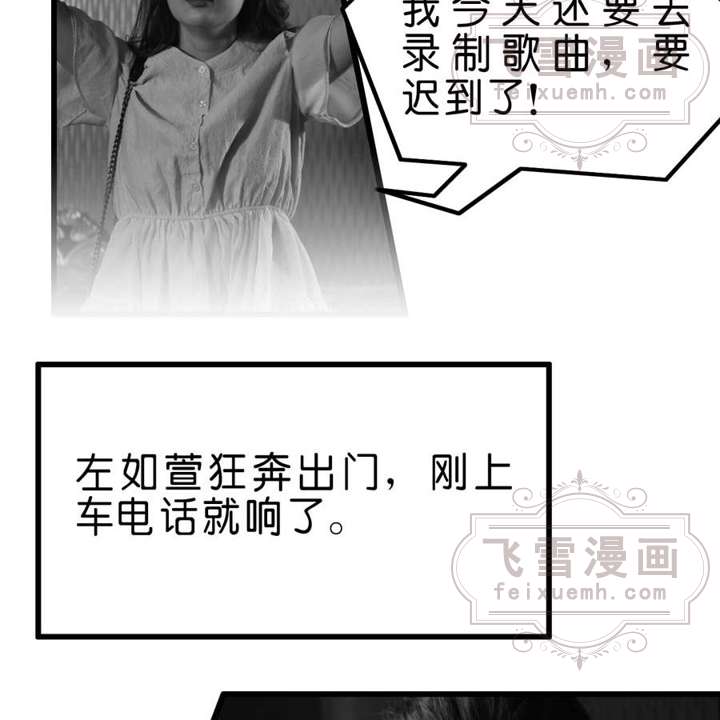 我今天还要去
录制歌曲，要
迟到了！
飞雪漫画
feixuemh.com
左如萱狂奔出门，刚上
车电话就响了。
飞雪漫画
feixuemh.com